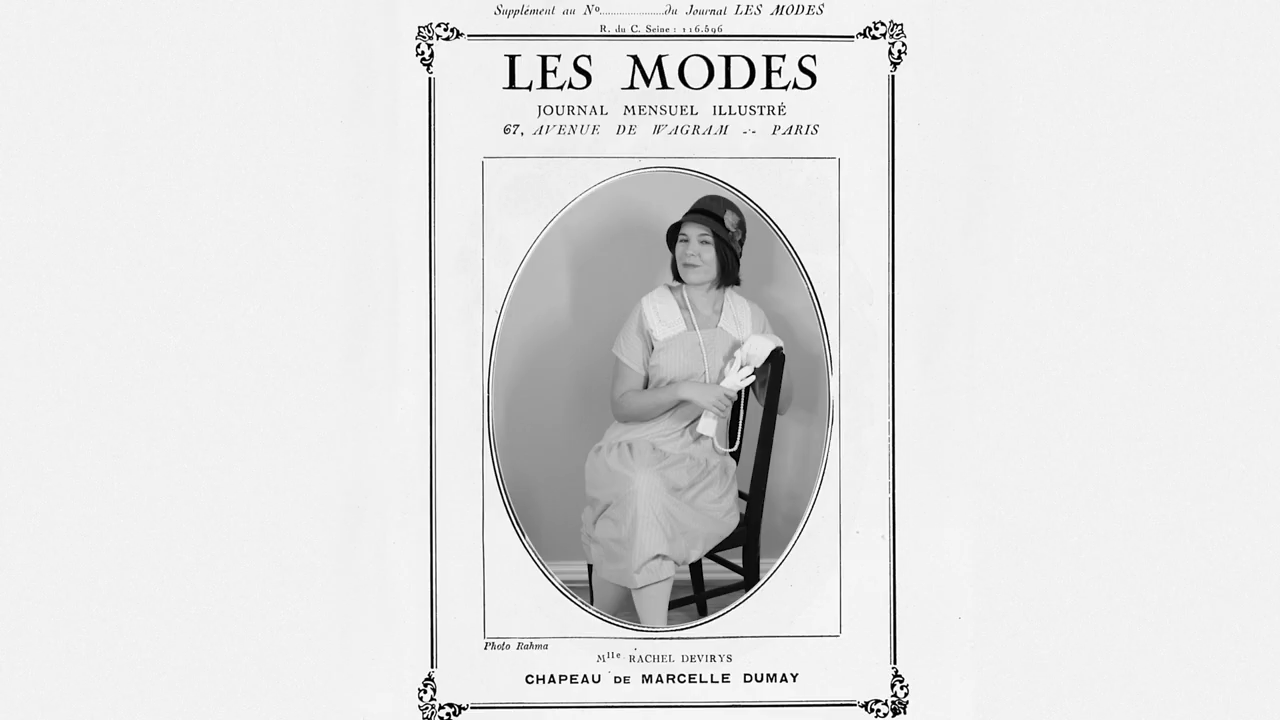 Supplément au Nº......................du Journal LES MODES
R. du C. Seine : 116.596
LES MODES
JOURNAL MENSUEL ILLUSTRÉ
67, AVENUE DE WAGRAM -:- PARIS
Photo Rahma
Mlle RACHEL DEVIRYS
CHAPEAU DE MARCELLE DUMAY